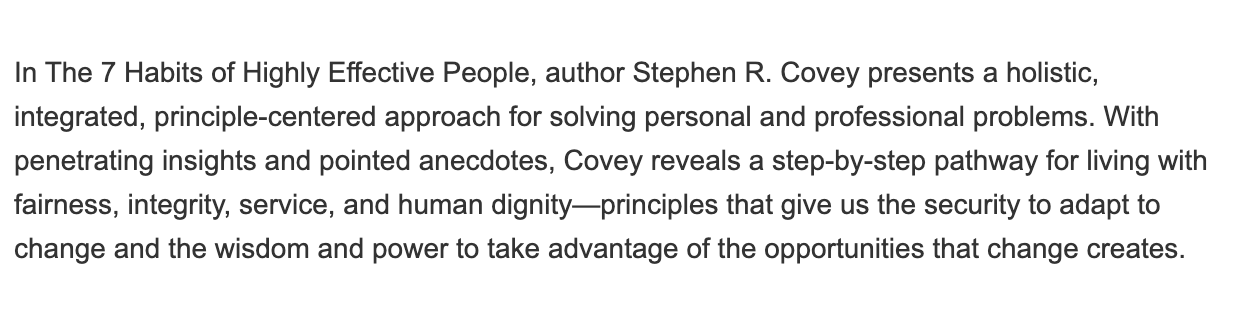 In The 7 Habits of Highly Effective People, author Stephen R. Covey presents a holistic,
integrated, principle-centered approach for solving personal and professional problems. With
penetrating insights and pointed anecdotes, Covey reveals a step-by-step pathway for living with
fairness, integrity, service, and human dignity—principles that give us the security to adapt to
change and the wisdom and power to take advantage of the opportunities that change creates.